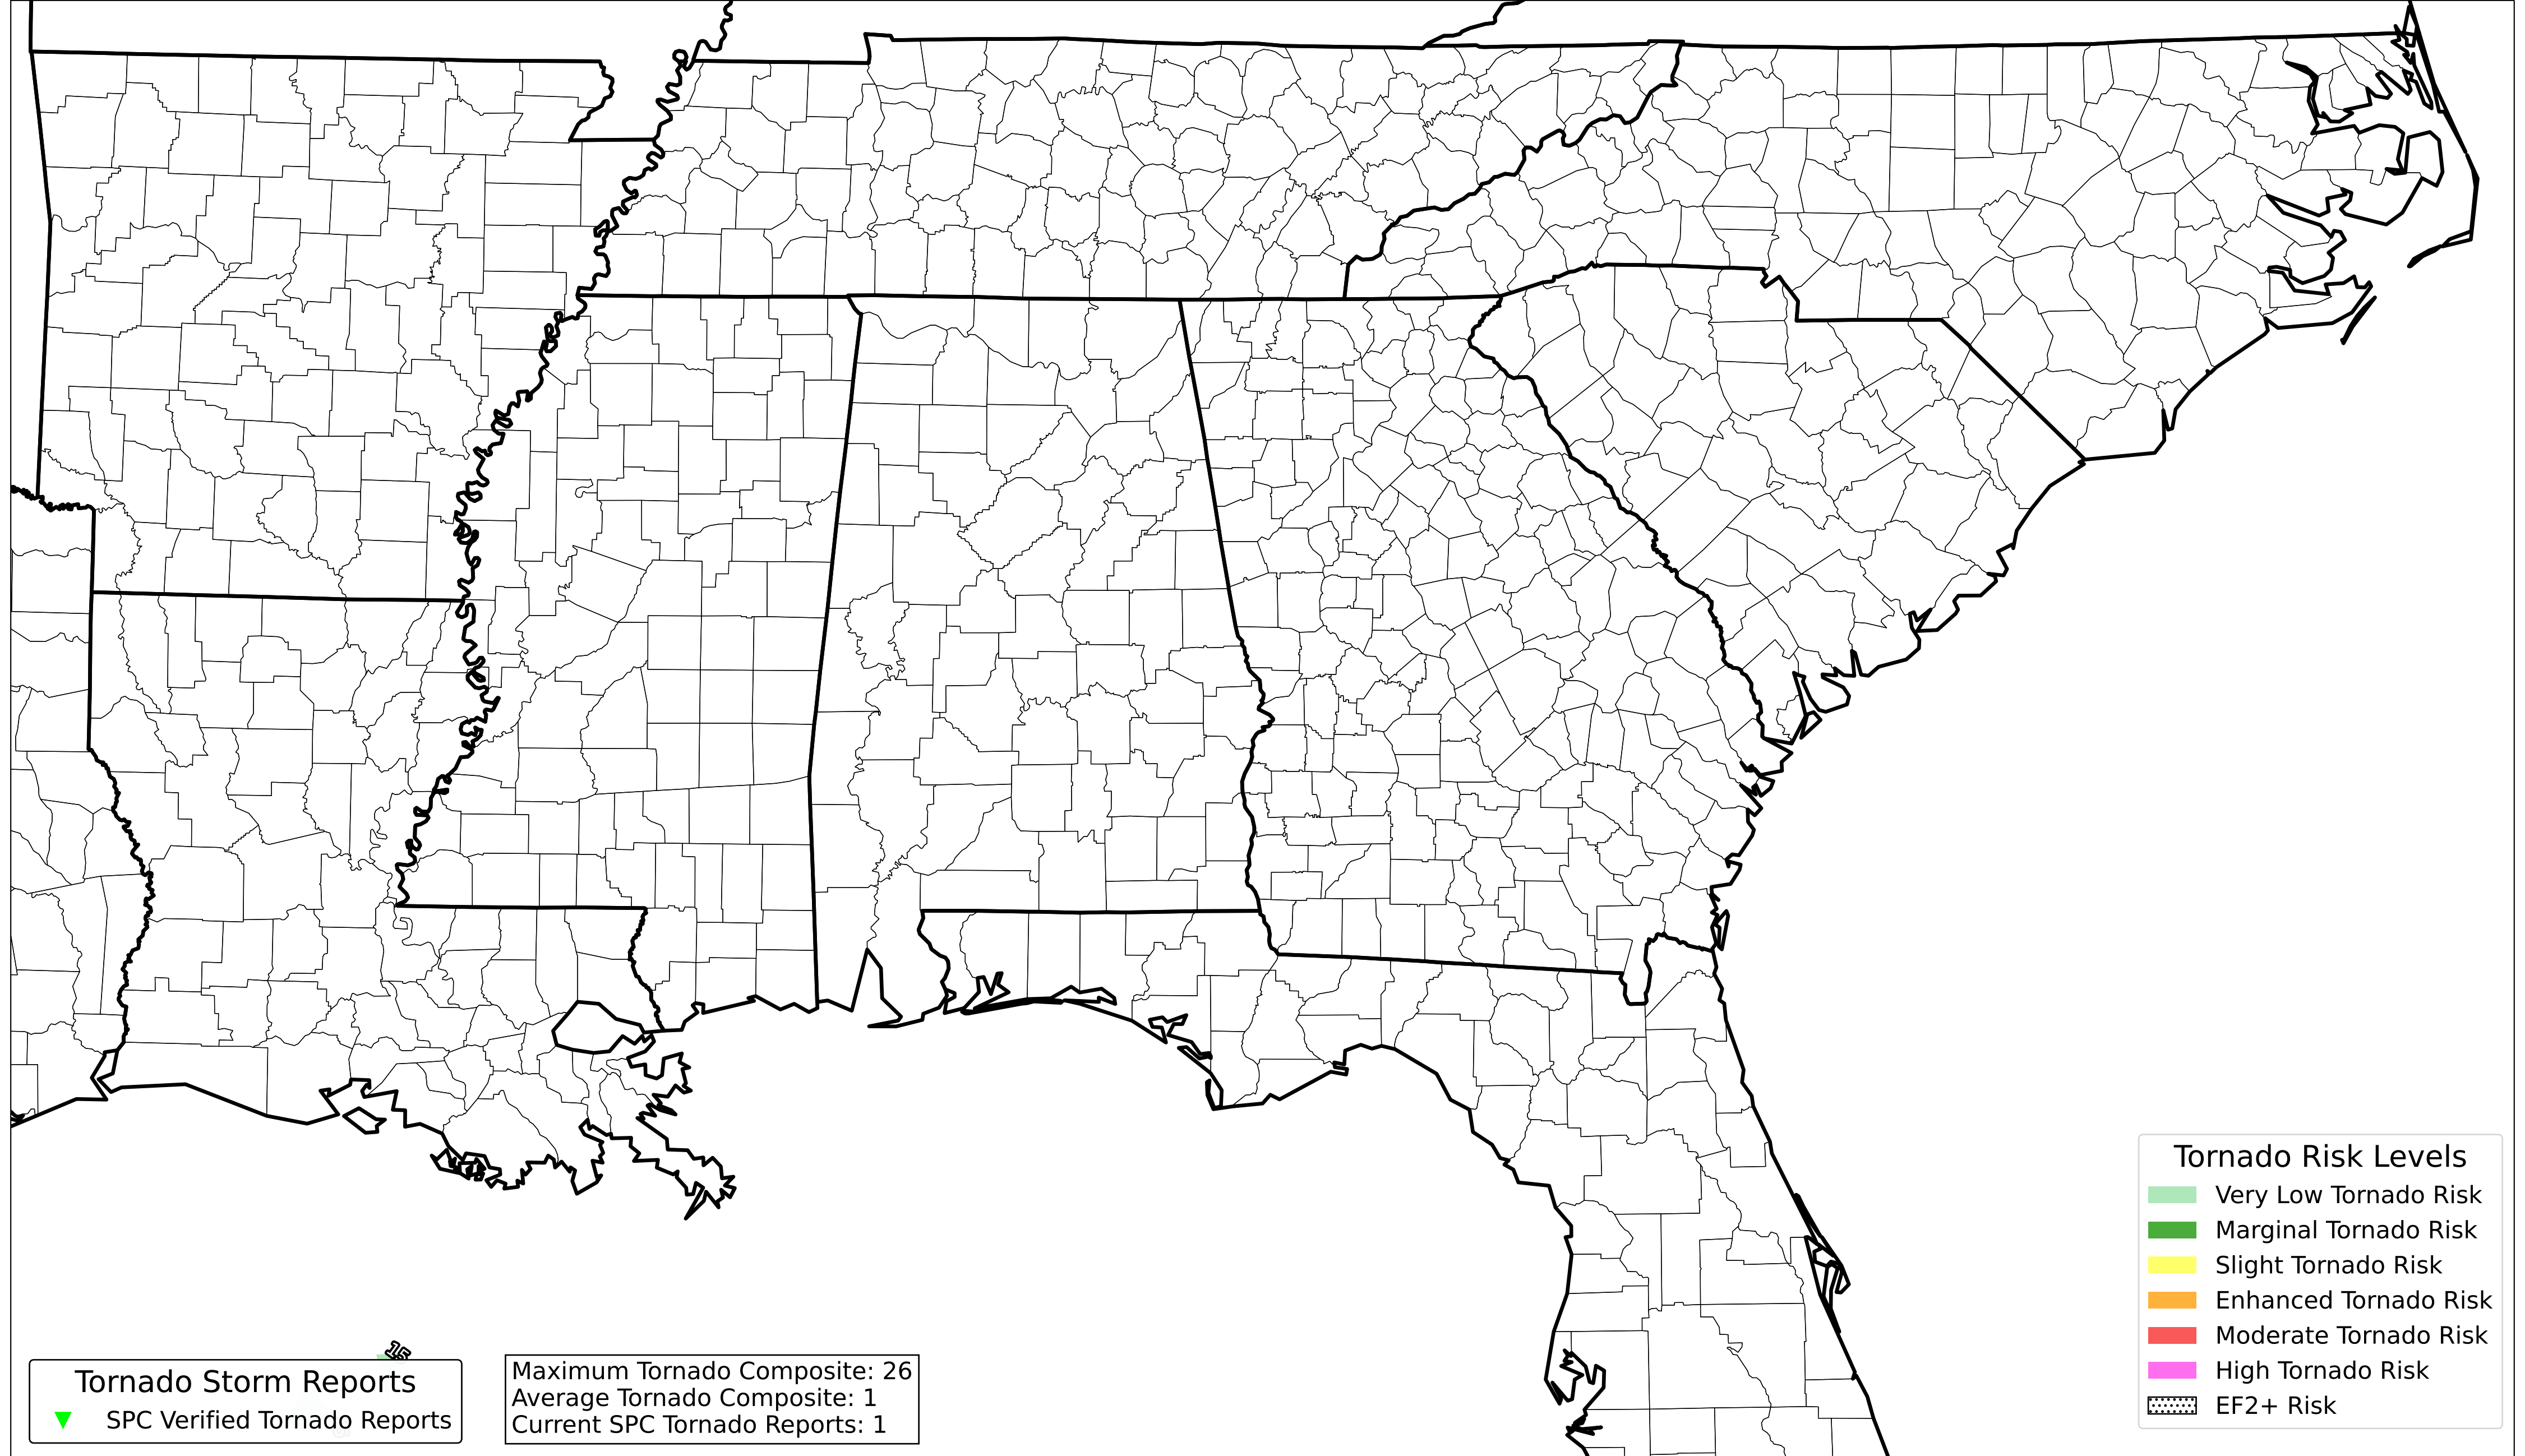 15
Tornado Storm Reports
SPC Verified Tornado Reports
Maximum Tornado Composite: 26
Average Tornado Composite: 1
Current SPC Tornado Reports: 1
Tornado Risk Levels
Very Low Tornado Risk
Marginal Tornado Risk
Slight Tornado Risk
Enhanced Tornado Risk
Moderate Tornado Risk
High Tornado Risk
EF2+ Risk